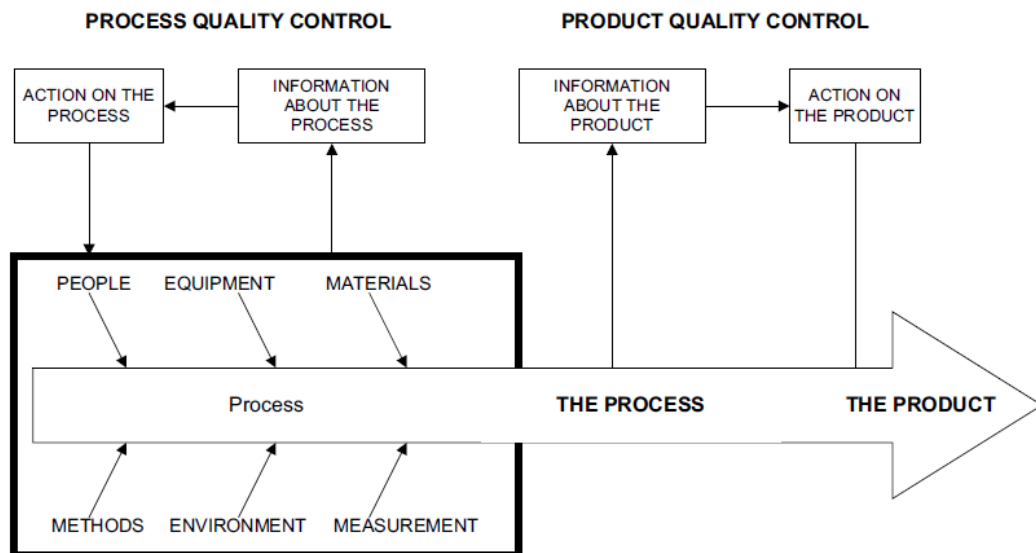 PROCESS QUALITY CONTROL
PRODUCT QUALITY CONTROL
ACTION ON THE
PROCESS
INFORMATION
ABOUT THE
PROCESS
INFORMATION
ABOUT THE
PRODUCT
ACTION ON
THE PRODUCT
PEOPLE
EQUIPMENT
MATERIALS
Process
THE PROCESS
THE PRODUCT
METHODS
ENVIRONMENT
MEASUREMENT